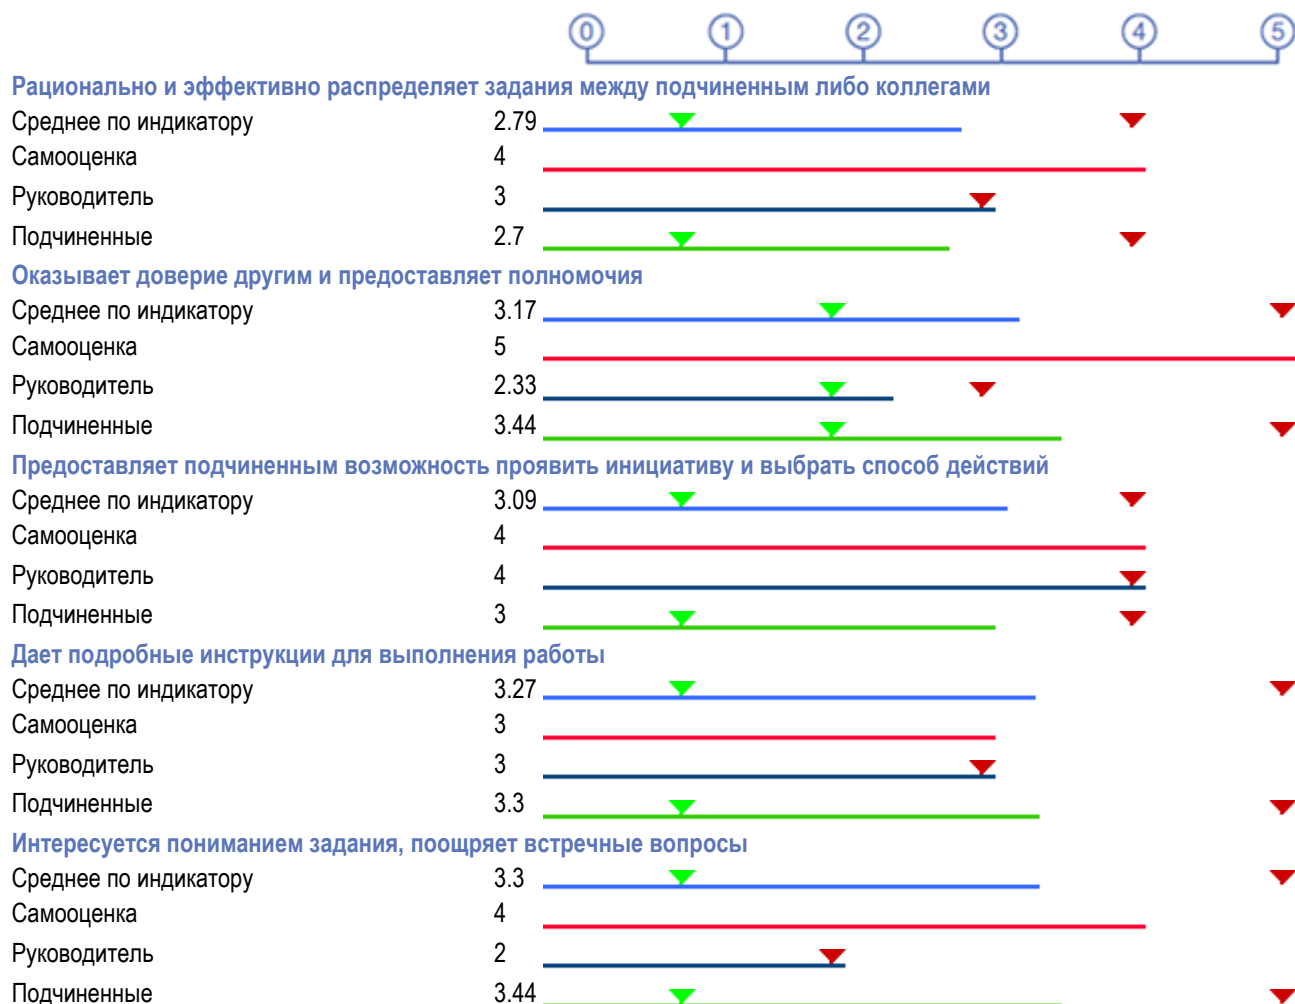 0 1 2 3 4 5
Рационально и эффективно распределяет задания между подчиненным либо коллегами
Среднее по индикатору 2.79
Самооценка 4
Руководитель 3
Подчиненные 2.7
Оказывает доверие другим и предоставляет полномочия
Среднее по индикатору 3.17
Самооценка 5
Руководитель 2.33
Подчиненные 3.44
Предоставляет подчиненным возможность проявить инициативу и выбрать способ действий
Среднее по индикатору 3.09
Самооценка 4
Руководитель 4
Подчиненные 3
Дает подробные инструкции для выполнения работы
Среднее по индикатору 3.27
Самооценка 3
Руководитель 3
Подчиненные 3.3
Интересуется пониманием задания, поощряет встречные вопросы
Среднее по индикатору 3.3
Самооценка 4
Руководитель 2
Подчиненные 3.44